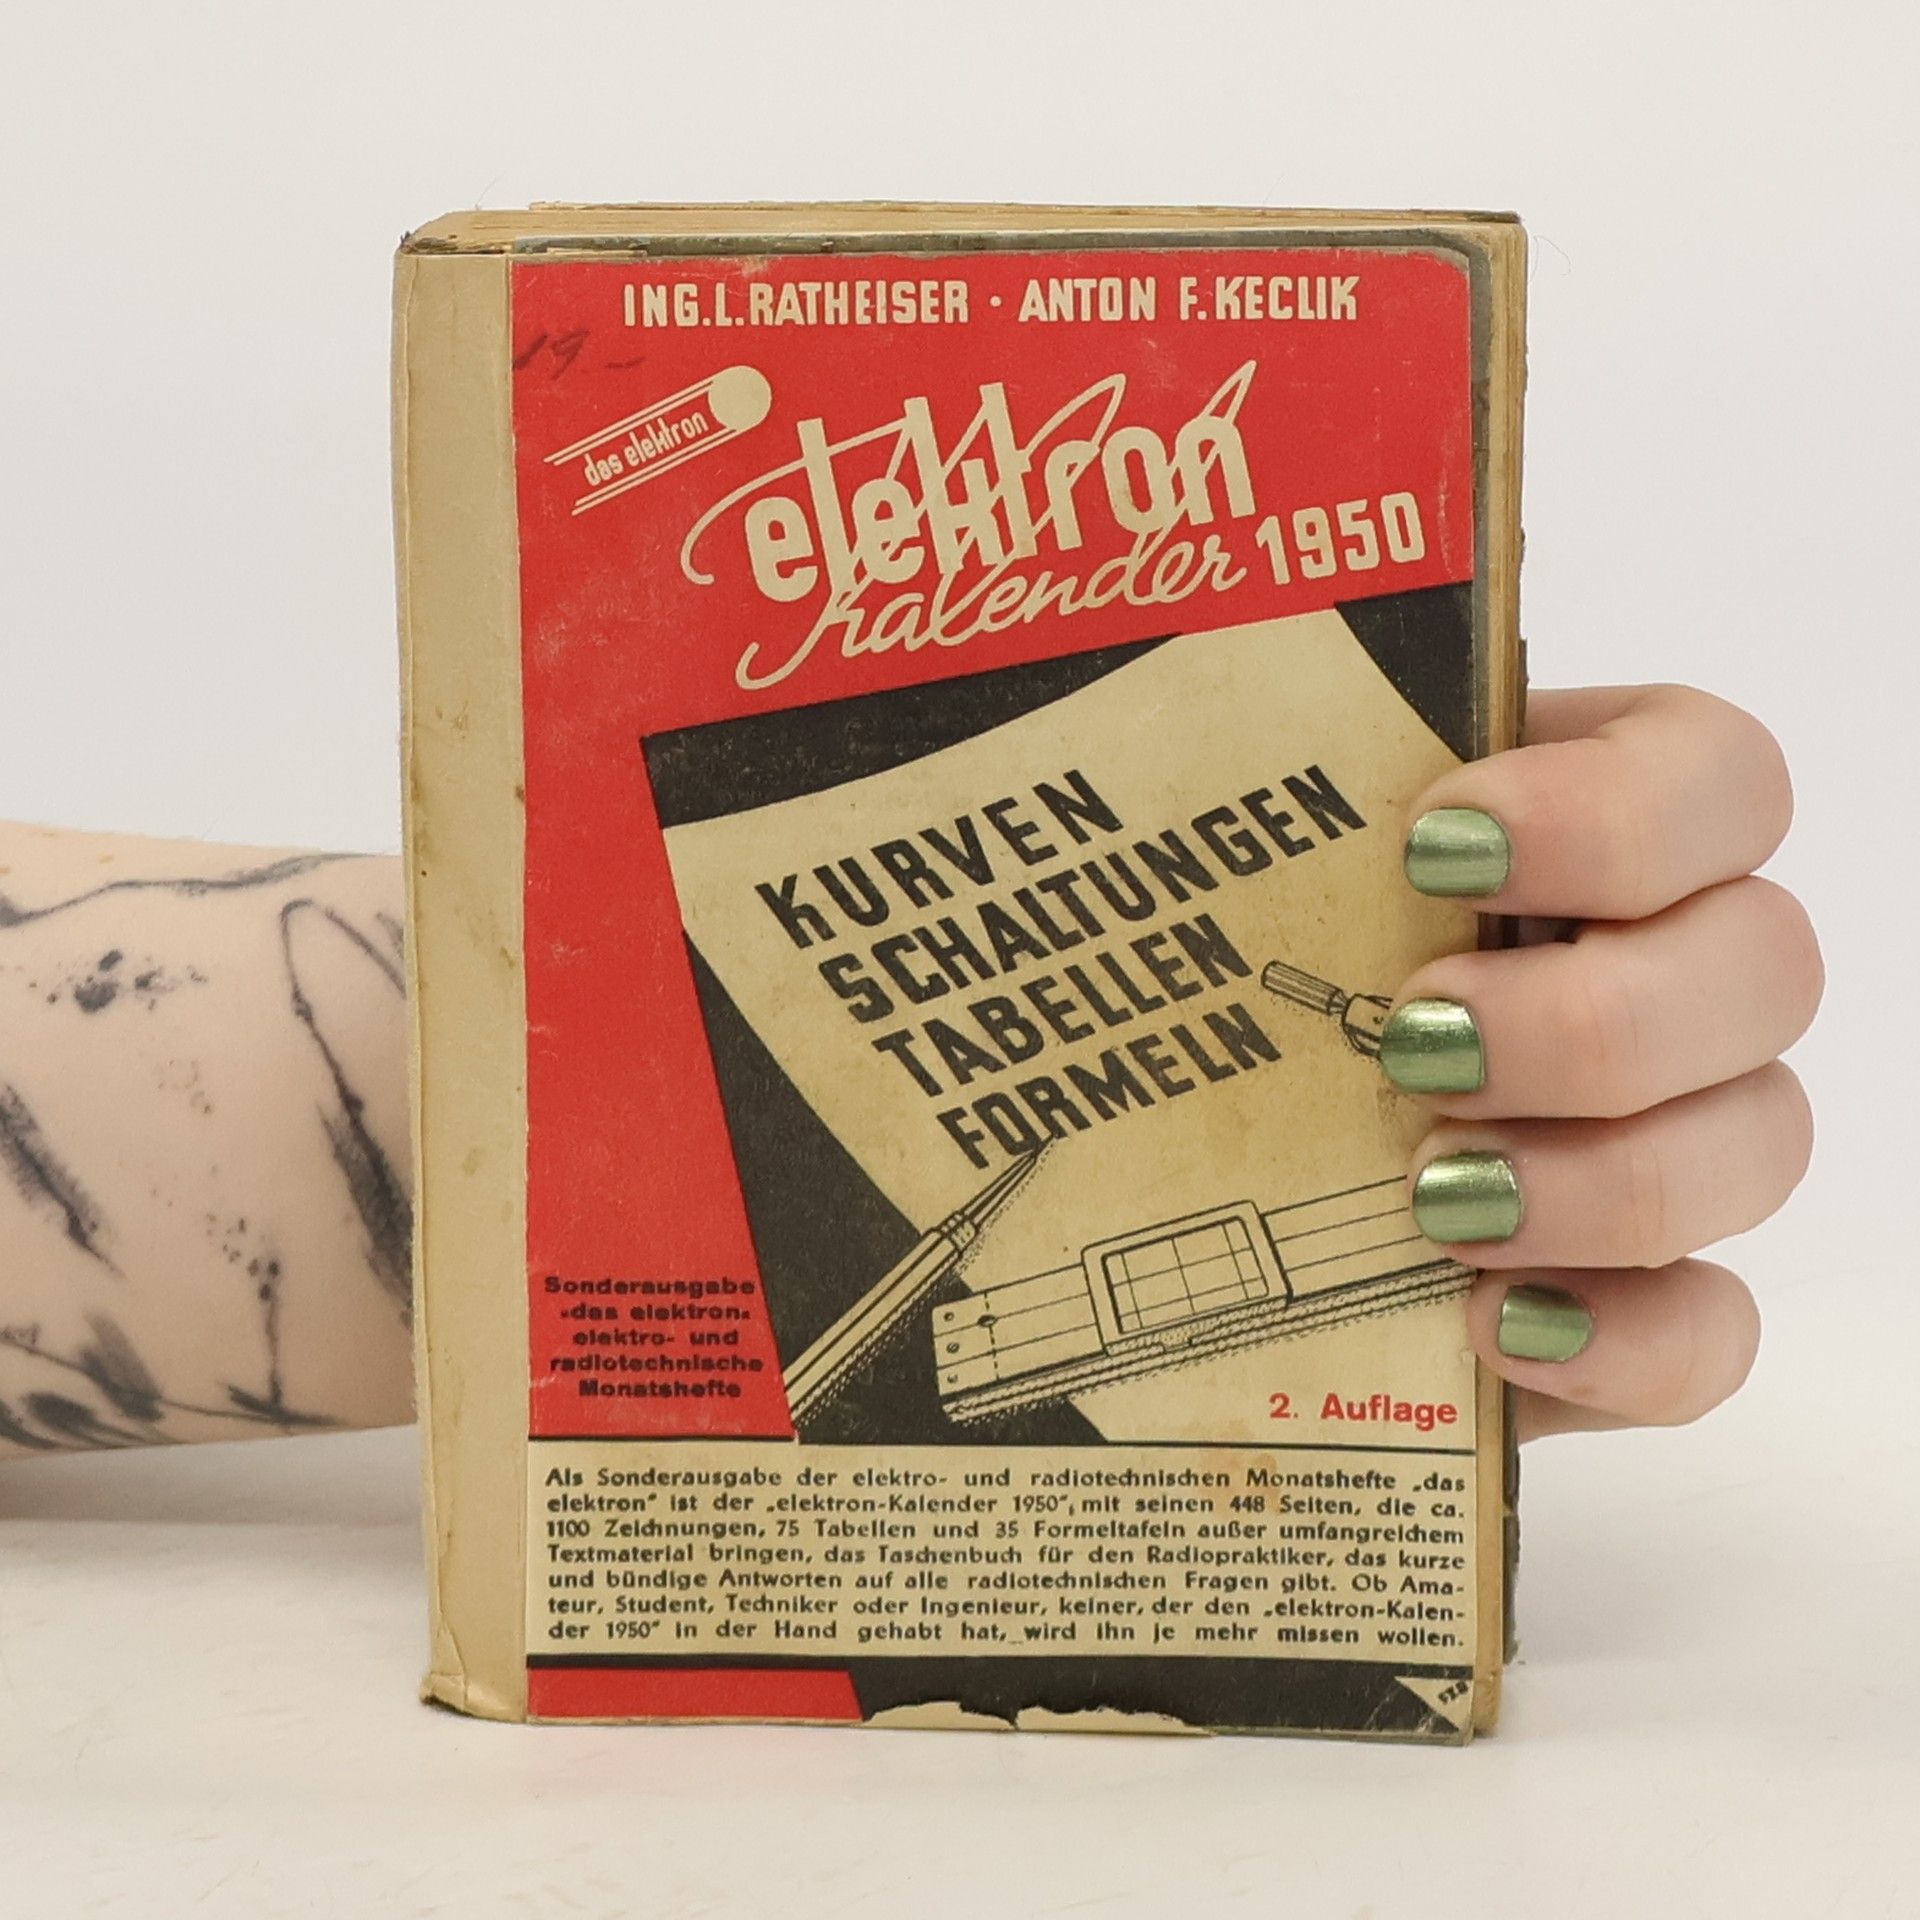 ING. L. RATHEISER · ANTON F. KECLIK
19.-
das elektron
elektron
kalender 1950
KURVEN
SCHALTUNGEN
TABELLEN
FORMELN
Sonderausgabe
„das elektron“
elektro- und
radiotechnische
Monatshefte
2. Auflage
Als Sonderausgabe der elektro- und radiotechnischen Monatshefte „das
elektron“ ist der „elektron-Kalender 1950“, mit seinen 448 Seiten, die ca.
1100 Zeichnungen, 75 Tabellen und 35 Formeltafeln außer umfangreichem
Textmaterial bringen, das Taschenbuch für den Radiopraktiker, das kurze
und bündige Antworten auf alle radiotechnischen Fragen gibt. Ob Ama-
teur, Student, Techniker oder Ingenieur, keiner, der den „elektron-Kalen-
der 1950“ in der Hand gehabt hat, wird ihn je mehr missen wollen.